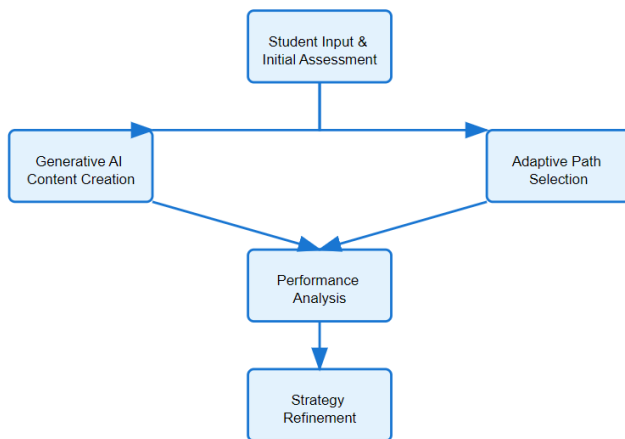 Student Input &
Initial Assessment
Generative AI
Content Creation
Adaptive Path
Selection
Performance
Analysis
Strategy
Refinement